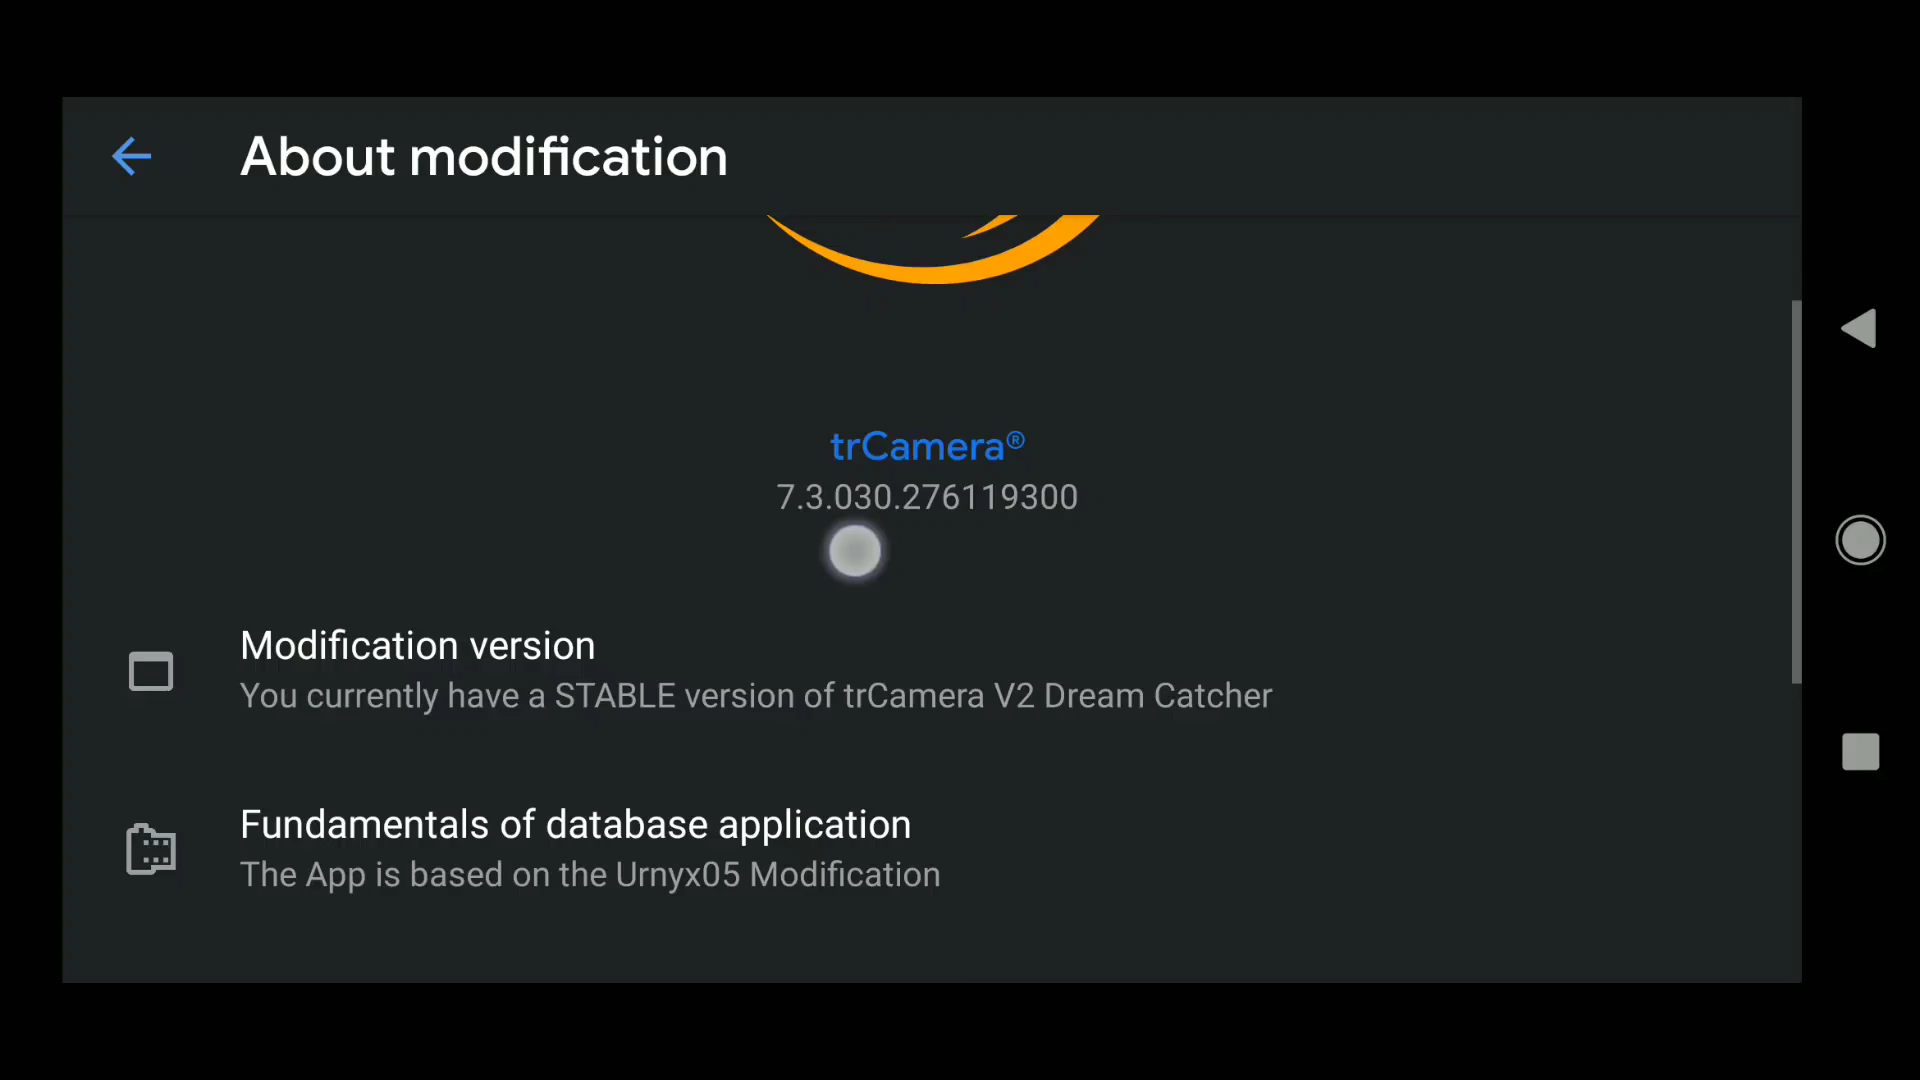 About modification
trCamera®
7.3.030.276119300
Modification version
You currently have a STABLE version of trCamera V2 Dream Catcher
Fundamentals of database application
The App is based on the Urnyx05 Modification